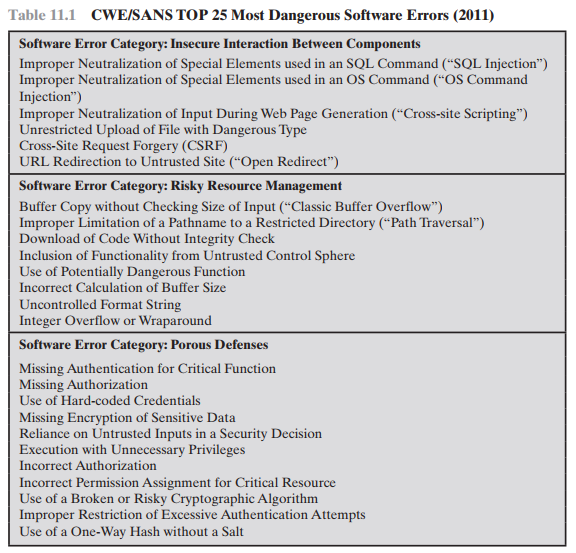 Table 11.1 CWE/SANS TOP 25 Most Dangerous Software Errors (2011)
Software Error Category: Insecure Interaction Between Components
Improper Neutralization of Special Elements used in an SQL Command (“SQL Injection”)
Improper Neutralization of Special Elements used in an OS Command (“OS Command
Injection”)
Improper Neutralization of Input During Web Page Generation (“Cross-site Scripting”)
Unrestricted Upload of File with Dangerous Type
Cross-Site Request Forgery (CSRF)
URL Redirection to Untrusted Site (“Open Redirect”)
Software Error Category: Risky Resource Management
Buffer Copy without Checking Size of Input (“Classic Buffer Overflow”)
Improper Limitation of a Pathname to a Restricted Directory (“Path Traversal”)
Download of Code Without Integrity Check
Inclusion of Functionality from Untrusted Control Sphere
Use of Potentially Dangerous Function
Incorrect Calculation of Buffer Size
Uncontrolled Format String
Integer Overflow or Wraparound
Software Error Category: Porous Defenses
Missing Authentication for Critical Function
Missing Authorization
Use of Hard-coded Credentials
Missing Encryption of Sensitive Data
Reliance on Untrusted Inputs in a Security Decision
Execution with Unnecessary Privileges
Incorrect Authorization
Incorrect Permission Assignment for Critical Resource
Use of a Broken or Risky Cryptographic Algorithm
Improper Restriction of Excessive Authentication Attempts
Use of a One-Way Hash without a Salt